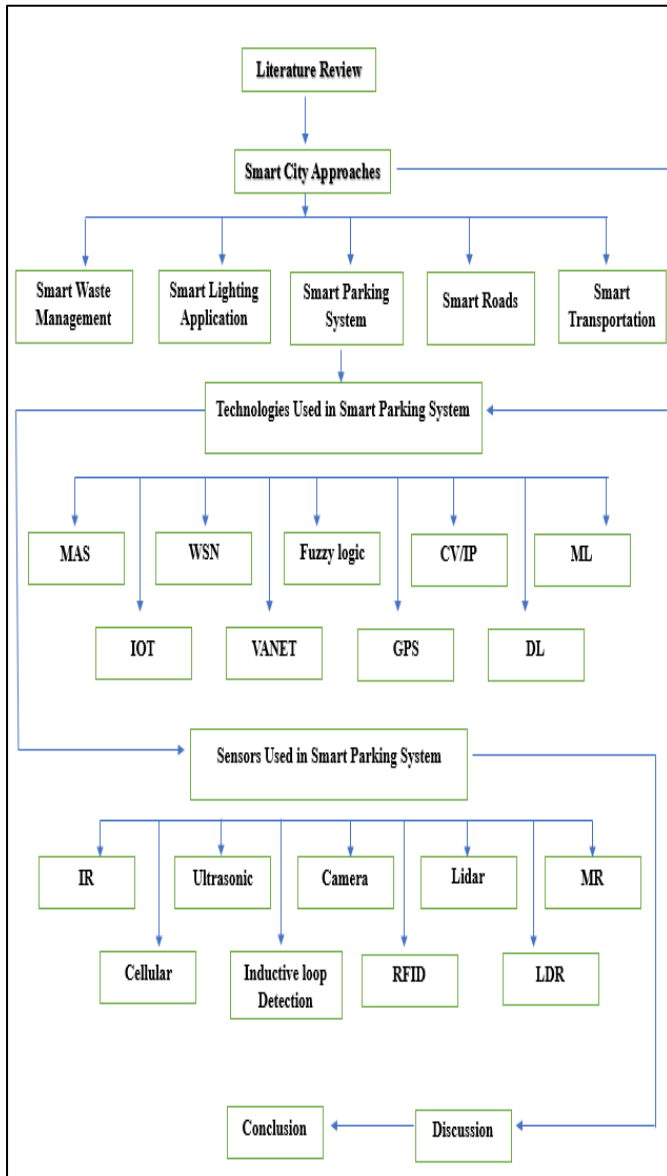 Literature Review
Smart City Approaches
Smart Waste
Management
Smart Lighting
Application
Smart Parking
System
Smart Roads
Smart
Transportation
Technologies Used in Smart Parking System
MAS
WSN
Fuzzy logic
CV/IP
ML
IOT
VANET
GPS
DL
Sensors Used in Smart Parking System
IR
Ultrasonic
Camera
Lidar
MR
Cellular
Inductive loop
Detection
RFID
LDR
Conclusion
Discussion